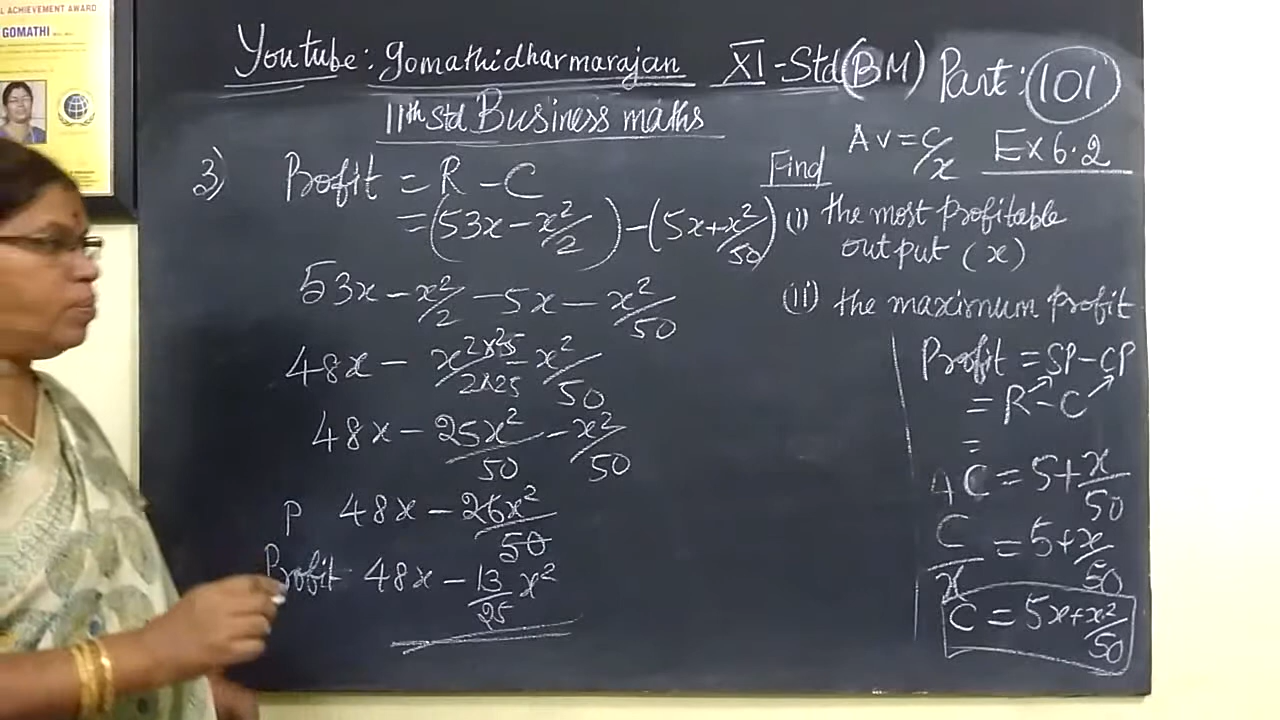 L ACHIEVEMENT AWARD
GOMATHI
Youtube: gomathidharmarajan XI-Std(BM) Part: 101
11th std Business maths
Av = C/x Ex 6.2
3) Profit = R - C
= (53x - x²/2) - (5x + x²/50)
53x - x²/2 - 5x - x²/50
48x - x² x 25/2x25 - x²/50
48x - 25x²/50 - x²/50
P 48x - 26x²/50
Profit 48x - 13/25 x²
Find
(i) the most profitable
output (x)
(ii) the maximum profit
Profit = SP - CP
= R - C
=
AC = 5 + x/50
C/x = 5 + x/50
C = 5x + x²/50